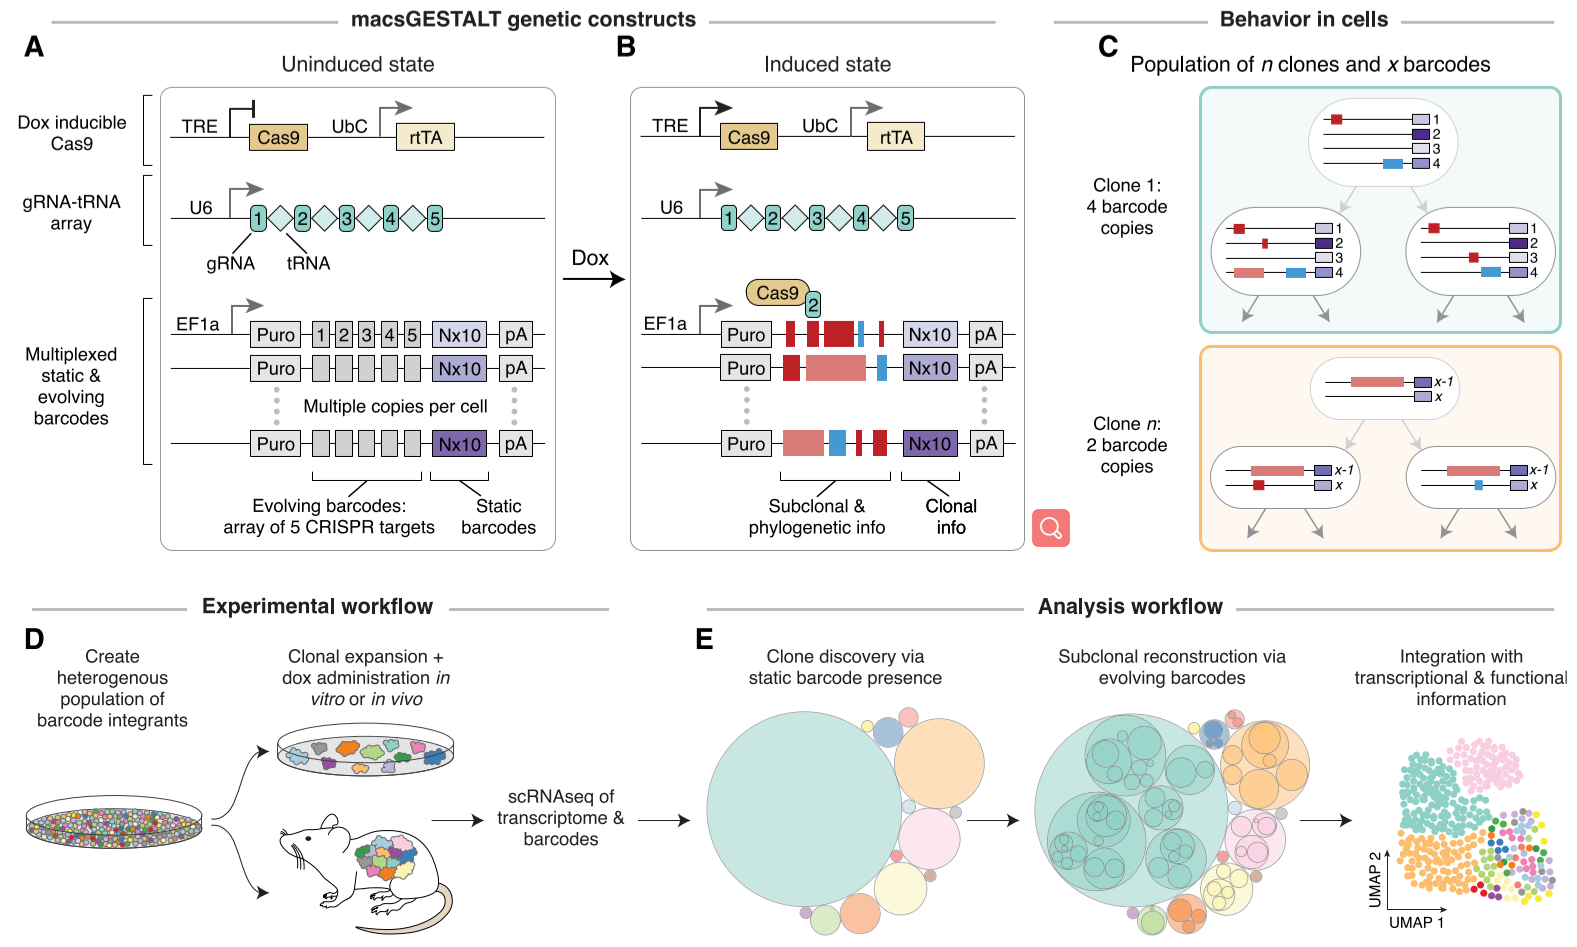 macsGESTALT genetic constructs
Behavior in cells
A
Uninduced state
B
Induced state
C
Population of n clones and x barcodes
Dox inducible
Cas9
TRE
Cas9
UbC
rtTA
gRNA-tRNA
array
U6
1 2 3 4 5
gRNA
tRNA
Multiplexed
static &
evolving
barcodes
EF1a
Puro 1 2 3 4 5 Nx10 pA
Puro Nx10 pA
Multiple copies per cell
Puro Nx10 pA
Evolving barcodes:
array of 5 CRISPR targets
Static
barcodes
Dox
TRE
Cas9
UbC
rtTA
U6
1 2 3 4 5
Cas9
2
EF1a
Puro Nx10 pA
Puro Nx10 pA
Puro Nx10 pA
Subclonal &
phylogenetic info
Clonal
info
Clone 1:
4 barcode
copies
1
2
3
4
1
2
3
4
1
2
3
4
Clone n:
2 barcode
copies
x-1
x
x-1
x
x-1
x
Experimental workflow
Analysis workflow
D
Create
heterogenous
population of
barcode integrants
Clonal expansion +
dox administration in
vitro or in vivo
scRNAseq of
transcriptome &
barcodes
E
Clone discovery via
static barcode presence
Subclonal reconstruction via
evolving barcodes
Integration with
transcriptional & functional
information
UMAP 2
UMAP 1